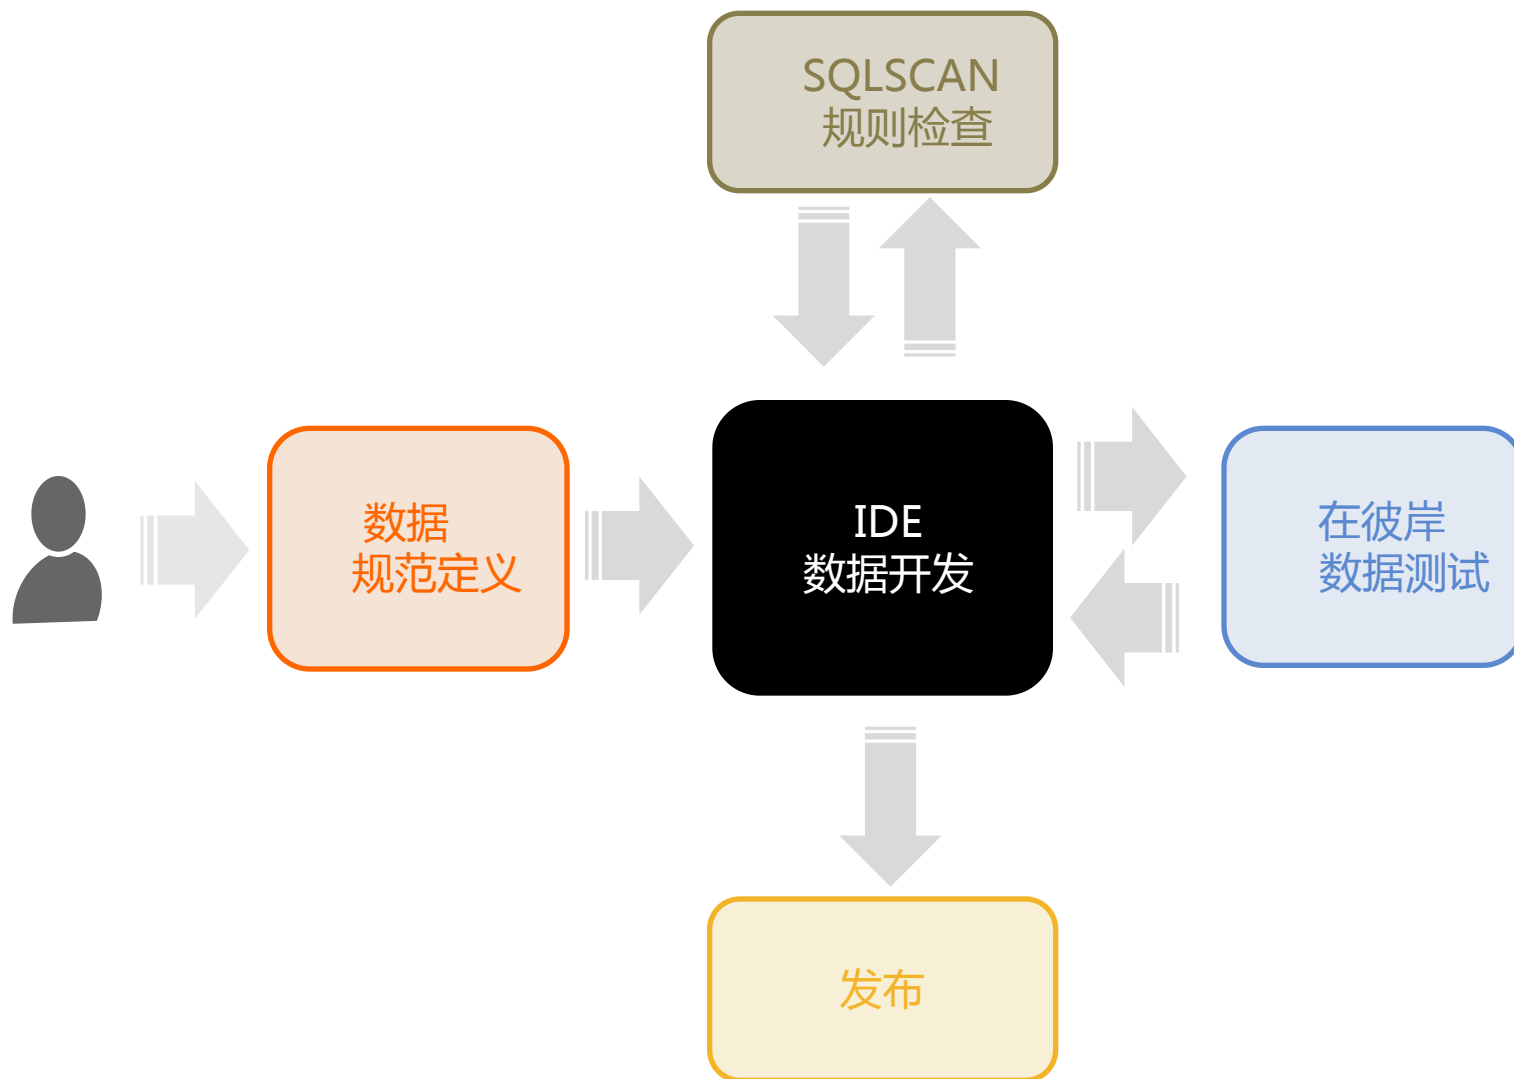 SQLSCAN
规则检查
数据
规范定义
IDE
数据开发
在彼岸
数据测试
发布